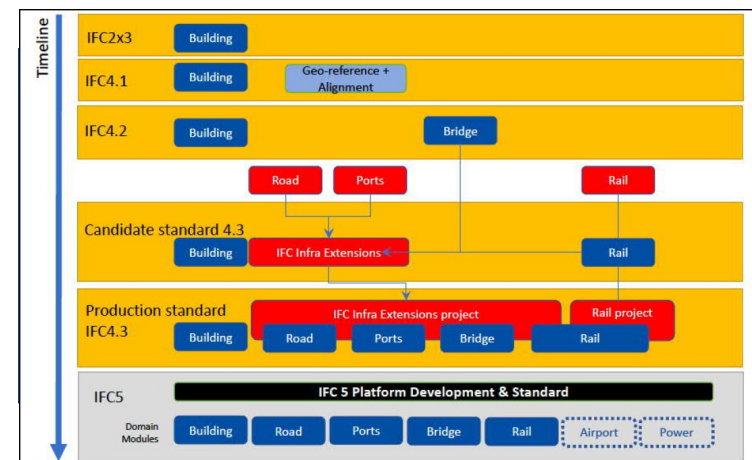 Timeline
IFC2x3
Building
IFC4.1
Building
Geo-reference +
Alignment
IFC4.2
Building
Bridge
Road
Ports
Rail
Candidate standard 4.3
Building
IFC Infra Extensions
Rail
Production standard
IFC4.3
IFC Infra Extensions project
Rail project
Building
Road
Ports
Bridge
Rail
IFC5
IFC 5 Platform Development & Standard
Domain
Modules
Building
Road
Ports
Bridge
Rail
Airport
Power